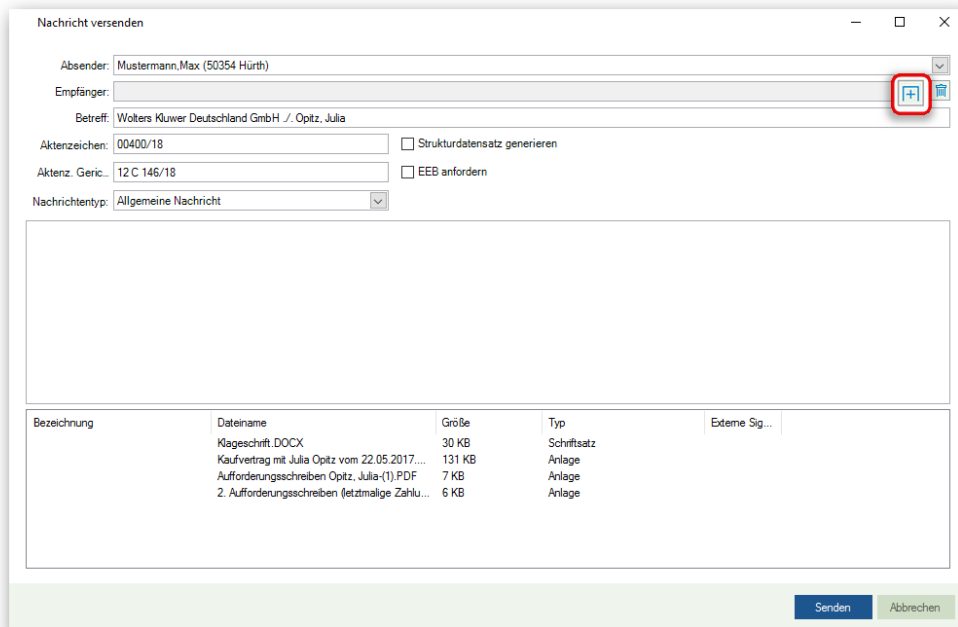 Nachricht versenden
Absender: Mustermann,Max (50354 Hürth)
Empfänger:
Betreff: Wolters Kluwer Deutschland GmbH ./. Opitz, Julia
Aktenzeichen: 00400/18 Strukturdatensatz generieren
Aktenz. Geric... 12 C 146/18 EEB anfordern
Nachrichtentyp: Allgemeine Nachricht
Bezeichnung Dateiname Größe Typ Externe Sig...
Klageschrift.DOCX 30 KB Schriftsatz
Kaufvertrag mit Julia Opitz vom 22.05.2017.... 131 KB Anlage
Aufforderungsschreiben Opitz, Julia-(1).PDF 7 KB Anlage
2. Aufforderungsschreiben (letztmalige Zahlu... 6 KB Anlage
Senden Abbrechen